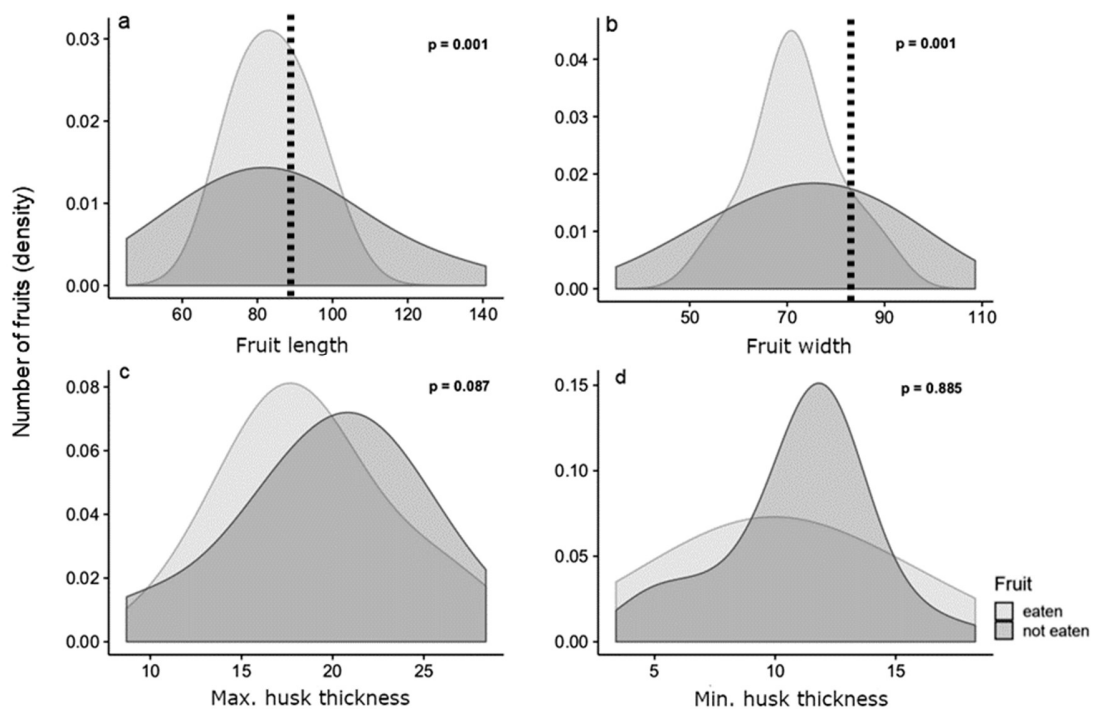 a
p = 0.001
0.03
0.02
0.01
0.00
60 80 100 120 140
Fruit length
b
p = 0.001
0.04
0.03
0.02
0.01
0.00
50 70 90 110
Fruit width
Number of fruits (density)
c
p = 0.087
0.08
0.06
0.04
0.02
0.00
10 15 20 25
Max. husk thickness
d
p = 0.885
0.15
0.10
0.05
0.00
5 10 15
Min. husk thickness
Fruit
eaten
not eaten